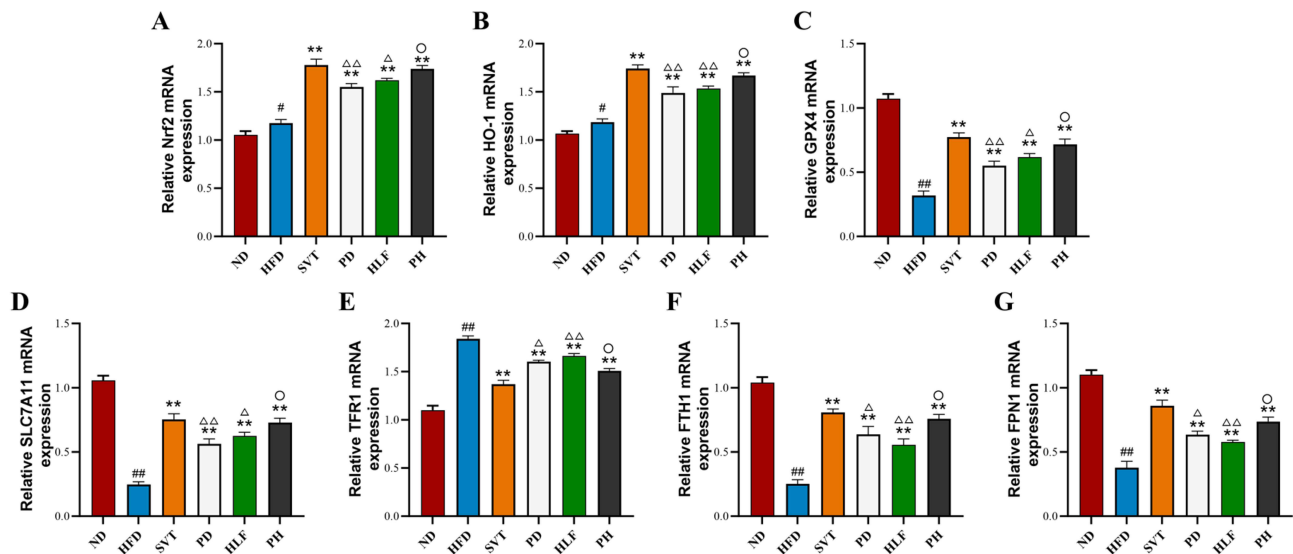 A
Relative Nrf2 mRNA
expression
2.0
1.5
1.0
0.5
0.0
#
**
△△
**
△
**
○
**
ND
HFD
SVT
PD
HLF
PH
B
Relative HO-1 mRNA
expression
2.0
1.5
1.0
0.5
0.0
#
**
△△
**
△△
**
○
**
ND
HFD
SVT
PD
HLF
PH
C
Relative GPX4 mRNA
expression
1.5
1.0
0.5
0.0
##
**
△△
**
△
**
○
**
ND
HFD
SVT
PD
HLF
PH
D
Relative SLC7A11 mRNA
expression
1.5
1.0
0.5
0.0
##
**
△△
**
△
**
○
**
ND
HFD
SVT
PD
HLF
PH
E
Relative TFR1 mRNA
expression
2.0
1.5
1.0
0.5
0.0
##
**
△
**
△△
**
○
**
ND
HFD
SVT
PD
HLF
PH
F
Relative FTH1 mRNA
expression
1.5
1.0
0.5
0.0
##
**
△
**
△△
**
○
**
ND
HFD
SVT
PD
HLF
PH
G
Relative FPN1 mRNA
expression
1.5
1.0
0.5
0.0
##
**
△
**
△△
**
○
**
ND
HFD
SVT
PD
HLF
PH